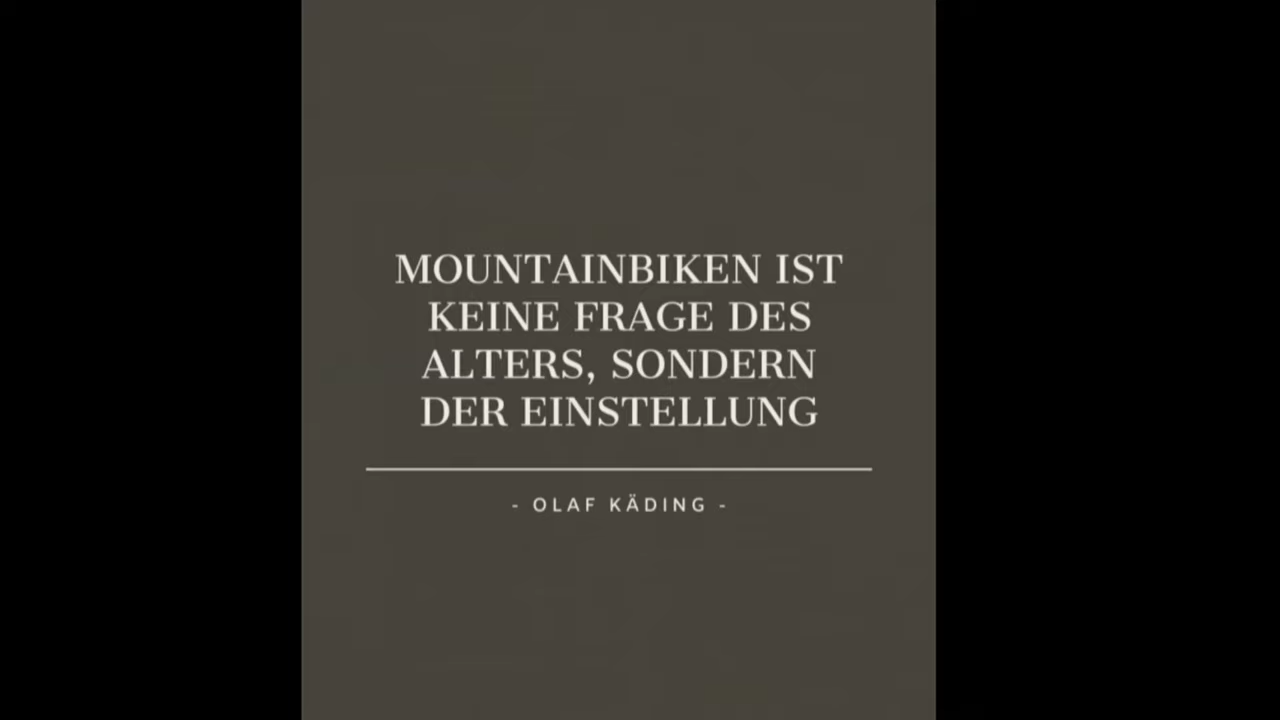 MOUNTAINBIKEN IST
KEINE FRAGE DES
ALTERS, SONDERN
DER EINSTELLUNG
- OLAF KÄDING -